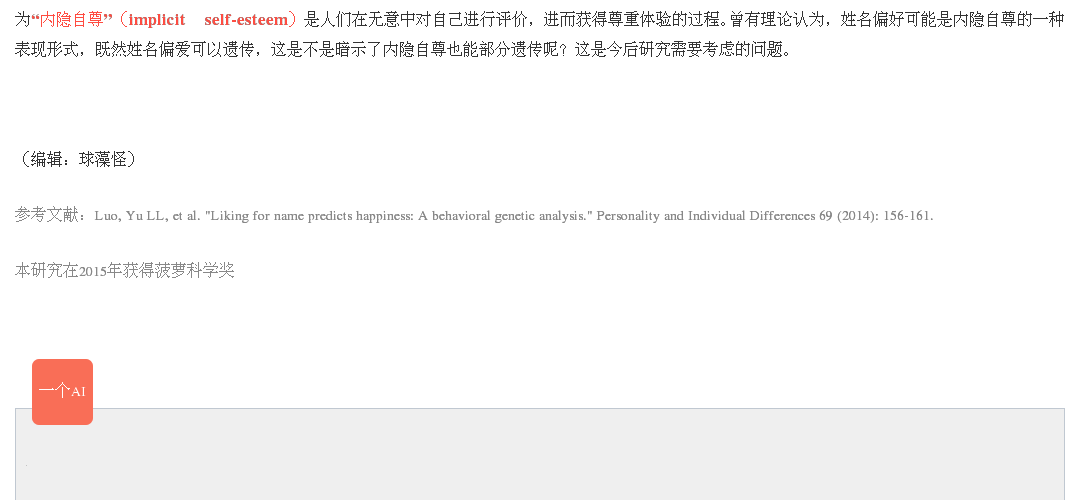 为“内隐自尊”（implicit self-esteem）是人们在无意中对自己进行评价，进而获得尊重体验的过程。曾有理论认为，姓名偏好可能是内隐自尊的一种
表现形式，既然姓名偏爱可以遗传，这是不是暗示了内隐自尊也能部分遗传呢？这是今后研究需要考虑的问题。
（编辑：球藻怪）
参考文献：Luo, Yu LL, et al. "Liking for name predicts happiness: A behavioral genetic analysis." Personality and Individual Differences 69 (2014): 156-161.
本研究在2015年获得菠萝科学奖
一个AI